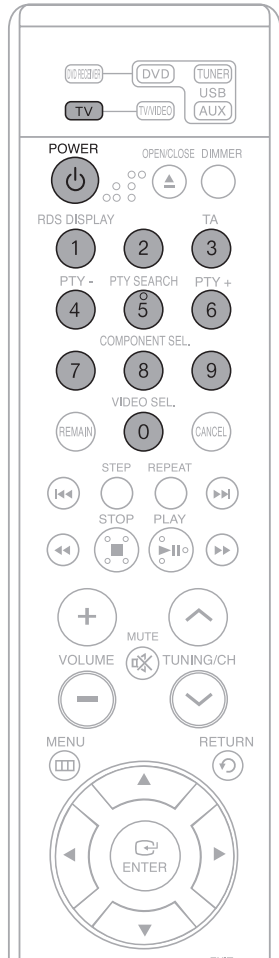 DVD RECEIVER DVD TUNER
USB
TV TV/VIDEO AUX
POWER OPEN/CLOSE DIMMER
RDS DISPLAY TA
1 2 3
PTY - PTY SEARCH PTY +
4 5 6
COMPONENT SEL.
7 8 9
VIDEO SEL.
REMAIN 0 CANCEL
STEP REPEAT
STOP PLAY
MUTE
VOLUME TUNING/CH
MENU RETURN
ENTER